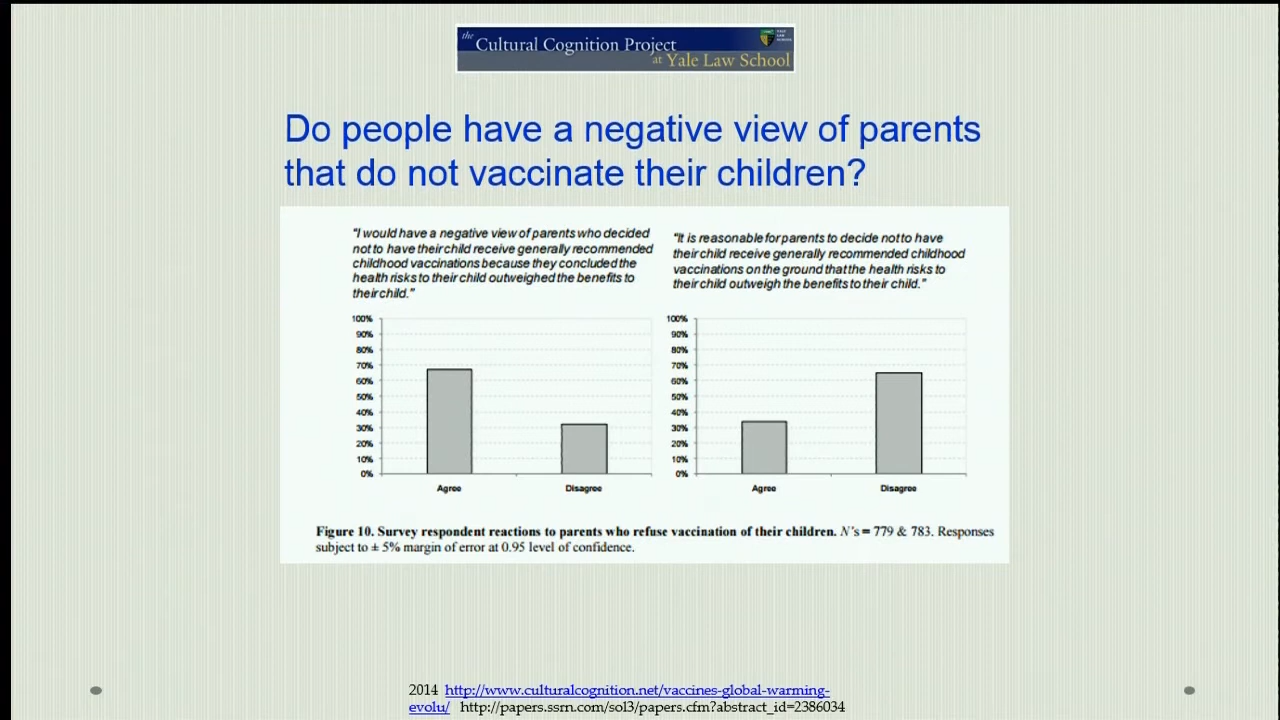 the Cultural Cognition Project
at Yale Law School
YALE
LAW
SCHOOL
Do people have a negative view of parents
that do not vaccinate their children?
"I would have a negative view of parents who decided
not to have their child receive generally recommended
childhood vaccinations because they concluded the
health risks to their child outweighed the benefits to
their child."
"It is reasonable for parents to decide not to have
their child receive generally recommended childhood
vaccinations on the ground that the health risks to
their child outweigh the benefits to their child."
100%
90%
80%
70%
60%
50%
40%
30%
20%
10%
0%
Agree Disagree
100%
90%
80%
70%
60%
50%
40%
30%
20%
10%
0%
Agree Disagree
Figure 10. Survey respondent reactions to parents who refuse vaccination of their children. N's = 779 & 783. Responses
subject to ± 5% margin of error at 0.95 level of confidence.
2014 http://www.culturalcognition.net/vaccines-global-warming-
evolu/ http://papers.ssrn.com/sol3/papers.cfm?abstract_id=2386034